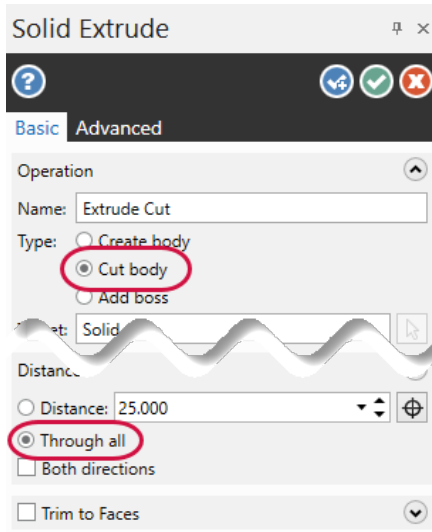 Solid Extrude
Basic Advanced
Operation
Name: Extrude Cut
Type: Create body
Cut body
Add boss
Solid
Distance: 25.000
Through all
Both directions
Trim to Faces